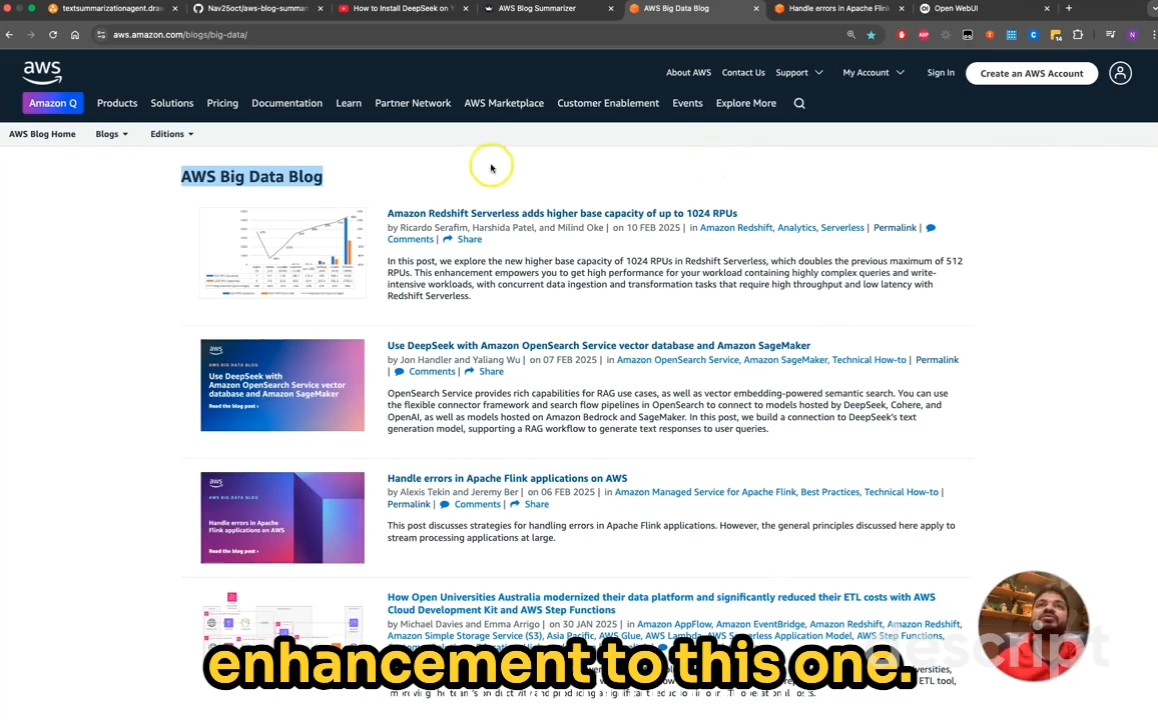 textsummarizationagent.draw
Nav25oct/aws-blog-summar
How to Install DeepSeek on Y
AWS Blog Summarizer
AWS Big Data Blog
Handle errors in Apache Flink
Open WebUI
aws.amazon.com/blogs/big-data/
aws
About AWS Contact Us Support My Account Sign In Create an AWS Account
Amazon Q Products Solutions Pricing Documentation Learn Partner Network AWS Marketplace Customer Enablement Events Explore More
AWS Blog Home Blogs Editions
AWS Big Data Blog
Amazon Redshift Serverless adds higher base capacity of up to 1024 RPUs
by Ricardo Serafim, Harshida Patel, and Milind Oke | on 10 FEB 2025 | in Amazon Redshift, Analytics, Serverless | Permalink |
Comments | Share
In this post, we explore the new higher base capacity of 1024 RPUs in Redshift Serverless, which doubles the previous maximum of 512
RPUs. This enhancement empowers you to get high performance for your workload containing highly complex queries and write-
intensive workloads, with concurrent data ingestion and transformation tasks that require high throughput and low latency with
Redshift Serverless.
aws
AWS BIG DATA BLOG
Use DeepSeek with
Amazon OpenSearch Service vector
database and Amazon SageMaker
Read the blog post ›
Use DeepSeek with Amazon OpenSearch Service vector database and Amazon SageMaker
by Jon Handler and Yaliang Wu | on 07 FEB 2025 | in Amazon OpenSearch Service, Amazon SageMaker, Technical How-to | Permalink
| Comments | Share
OpenSearch Service provides rich capabilities for RAG use cases, as well as vector embedding-powered semantic search. You can use
the flexible connector framework and search flow pipelines in OpenSearch to connect to models hosted by DeepSeek, Cohere, and
OpenAI, as well as models hosted on Amazon Bedrock and SageMaker. In this post, we build a connection to DeepSeek's text
generation model, supporting a RAG workflow to generate text responses to user queries.
aws
AWS BIG DATA BLOG
Handle errors in Apache
Flink applications on AWS
Read the blog post ›
Handle errors in Apache Flink applications on AWS
by Alexis Tekin and Jeremy Ber | on 06 FEB 2025 | in Amazon Managed Service for Apache Flink, Best Practices, Technical How-to |
Permalink | Comments | Share
This post discusses strategies for handling errors in Apache Flink applications. However, the general principles discussed here apply to
stream processing applications at large.
How Open Universities Australia modernized their data platform and significantly reduced their ETL costs with AWS
Cloud Development Kit and AWS Step Functions
by Michael Davies and Emma Arrigo | on 30 JAN 2025 | in Amazon AppFlow, Amazon EventBridge, Amazon Redshift, Amazon Redshift,
Amazon Simple Storage Service (S3), Asia Pacific, AWS Glue, AWS Lambda, AWS Serverless Application Model, AWS Step Functions,
enhancement to this one.
descript